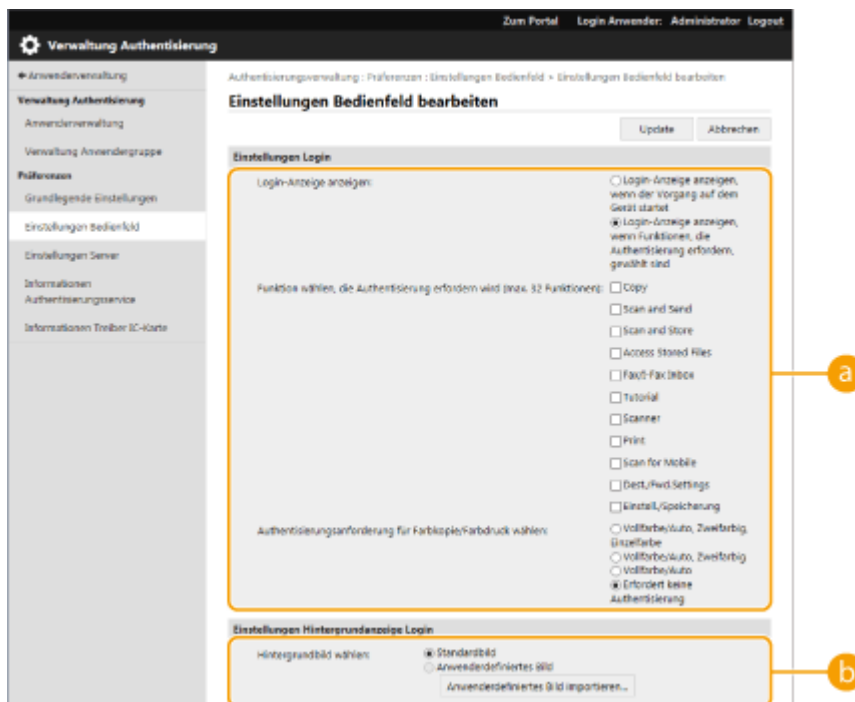 Zum Portal Login Anwender: Administrator Logout
Verwaltung Authentisierung
Anwenderverwaltung
Authentisierungsverwaltung : Präferenzen : Einstellungen Bedienfeld > Einstellungen Bedienfeld bearbeiten
Verwaltung Authentisierung
Einstellungen Bedienfeld bearbeiten
Anwenderverwaltung
Update Abbrechen
Verwaltung Anwendergruppe
Einstellungen Login
Präferenzen
Grundlegende Einstellungen
Einstellungen Bedienfeld
Einstellungen Server
Informationen
Authentisierungsservice
Informationen Treiber IC-Karte
Login-Anzeige anzeigen:
Login-Anzeige anzeigen,
wenn der Vorgang auf dem
Gerät startet
Login-Anzeige anzeigen,
wenn Funktionen, die
Authentisierung erfordern,
gewählt sind
Funktion wählen, die Authentisierung erfordern wird (max. 32 Funktionen):
Copy
Scan and Send
Scan and Store
Access Stored Files
Fax/I-Fax Inbox
Tutorial
Scanner
Print
Scan for Mobile
Dest./Fwd.Settings
Einstell./Speicherung
a
Authentisierungsanforderung für Farbkopie/Farbdruck wählen:
Vollfarbe/Auto, Zweifarbig,
Einzelfarbe
Vollfarbe/Auto, Zweifarbig
Vollfarbe/Auto
Erfordert keine
Authentisierung
Einstellungen Hintergrundanzeige Login
Hintergrundbild wählen:
Standardbild
Anwenderdefiniertes Bild
Anwenderdefiniertes Bild importieren...
b